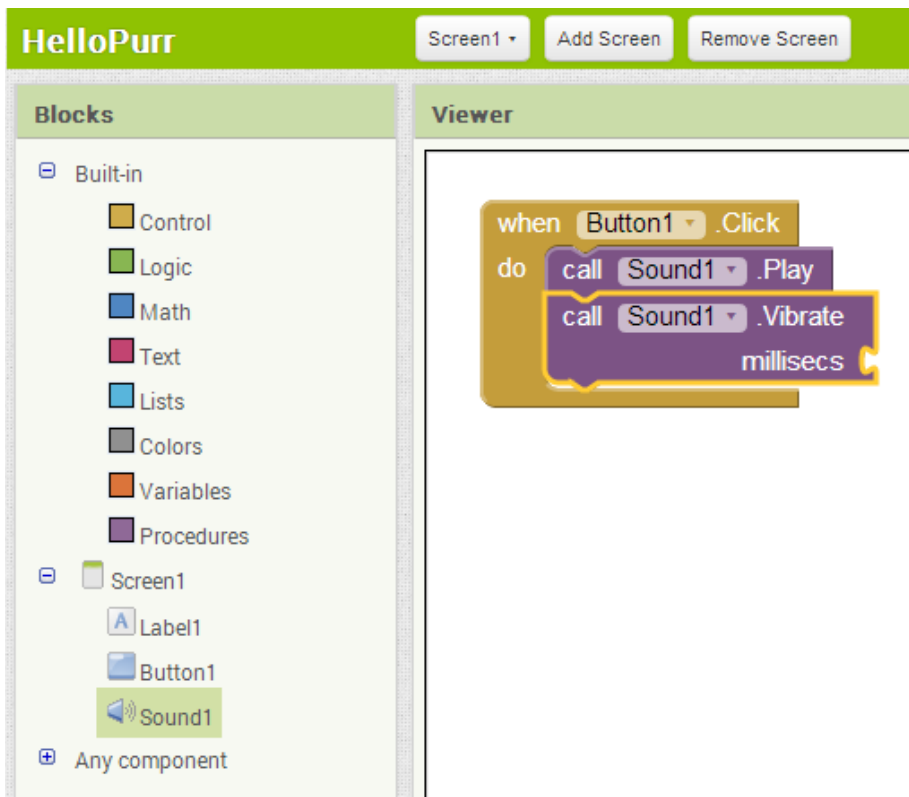 HelloPurr Screen1 Add Screen Remove Screen
Blocks
Built-in
Control
Logic
Math
Text
Lists
Colors
Variables
Procedures
Screen1
A Label1
Button1
Sound1
Any component
Viewer
when Button1 .Click
do call Sound1 .Play
call Sound1 .Vibrate
millisecs